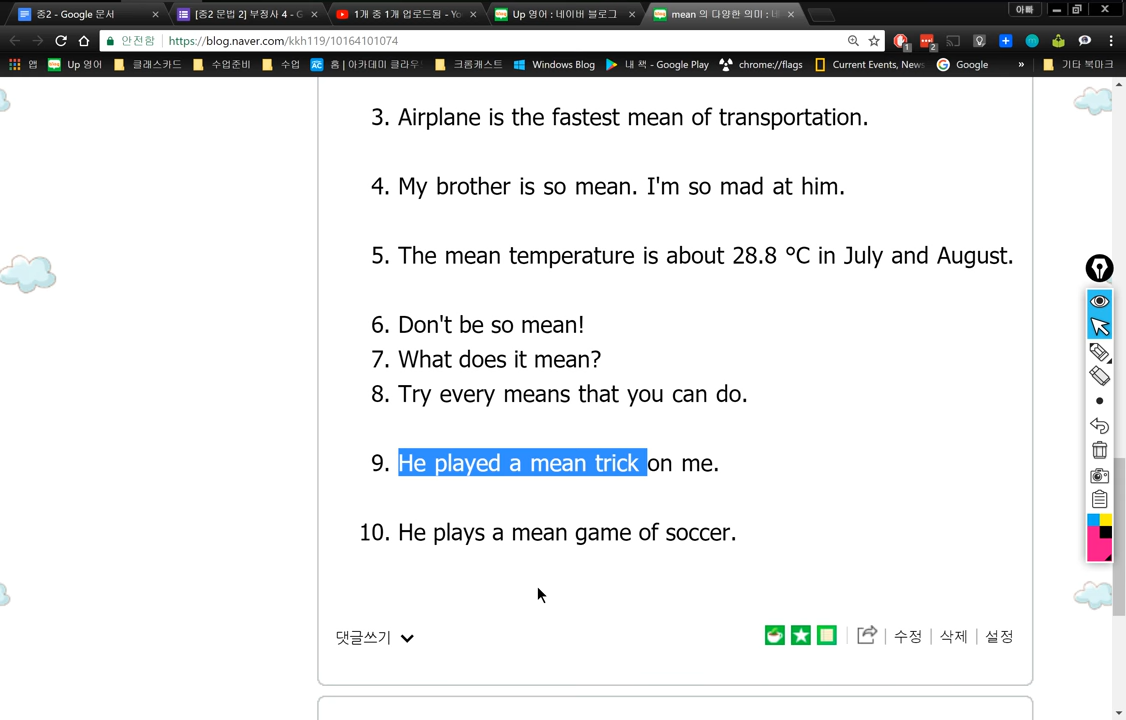 중2 - Google 문서
[중2 문법 2] 부정사 4 - G
1개 중 1개 업로드됨 - Yo
Up 영어 : 네이버 블로그
mean 의 다양한 의미 : 네
아빠
안전함 | https://blog.naver.com/kkh119/10164101074
앱 Up 영어 클래스카드 수업준비 수업 홈 | 아카데미 클라우 크롬캐스트 Windows Blog 내 책 - Google Play chrome://flags Current Events, News Google » 기타 북마크
3. Airplane is the fastest mean of transportation.
4. My brother is so mean. I'm so mad at him.
5. The mean temperature is about 28.8 °C in July and August.
6. Don't be so mean!
7. What does it mean?
8. Try every means that you can do.
9. He played a mean trick on me.
10. He plays a mean game of soccer.
댓글쓰기 수정 | 삭제 | 설정